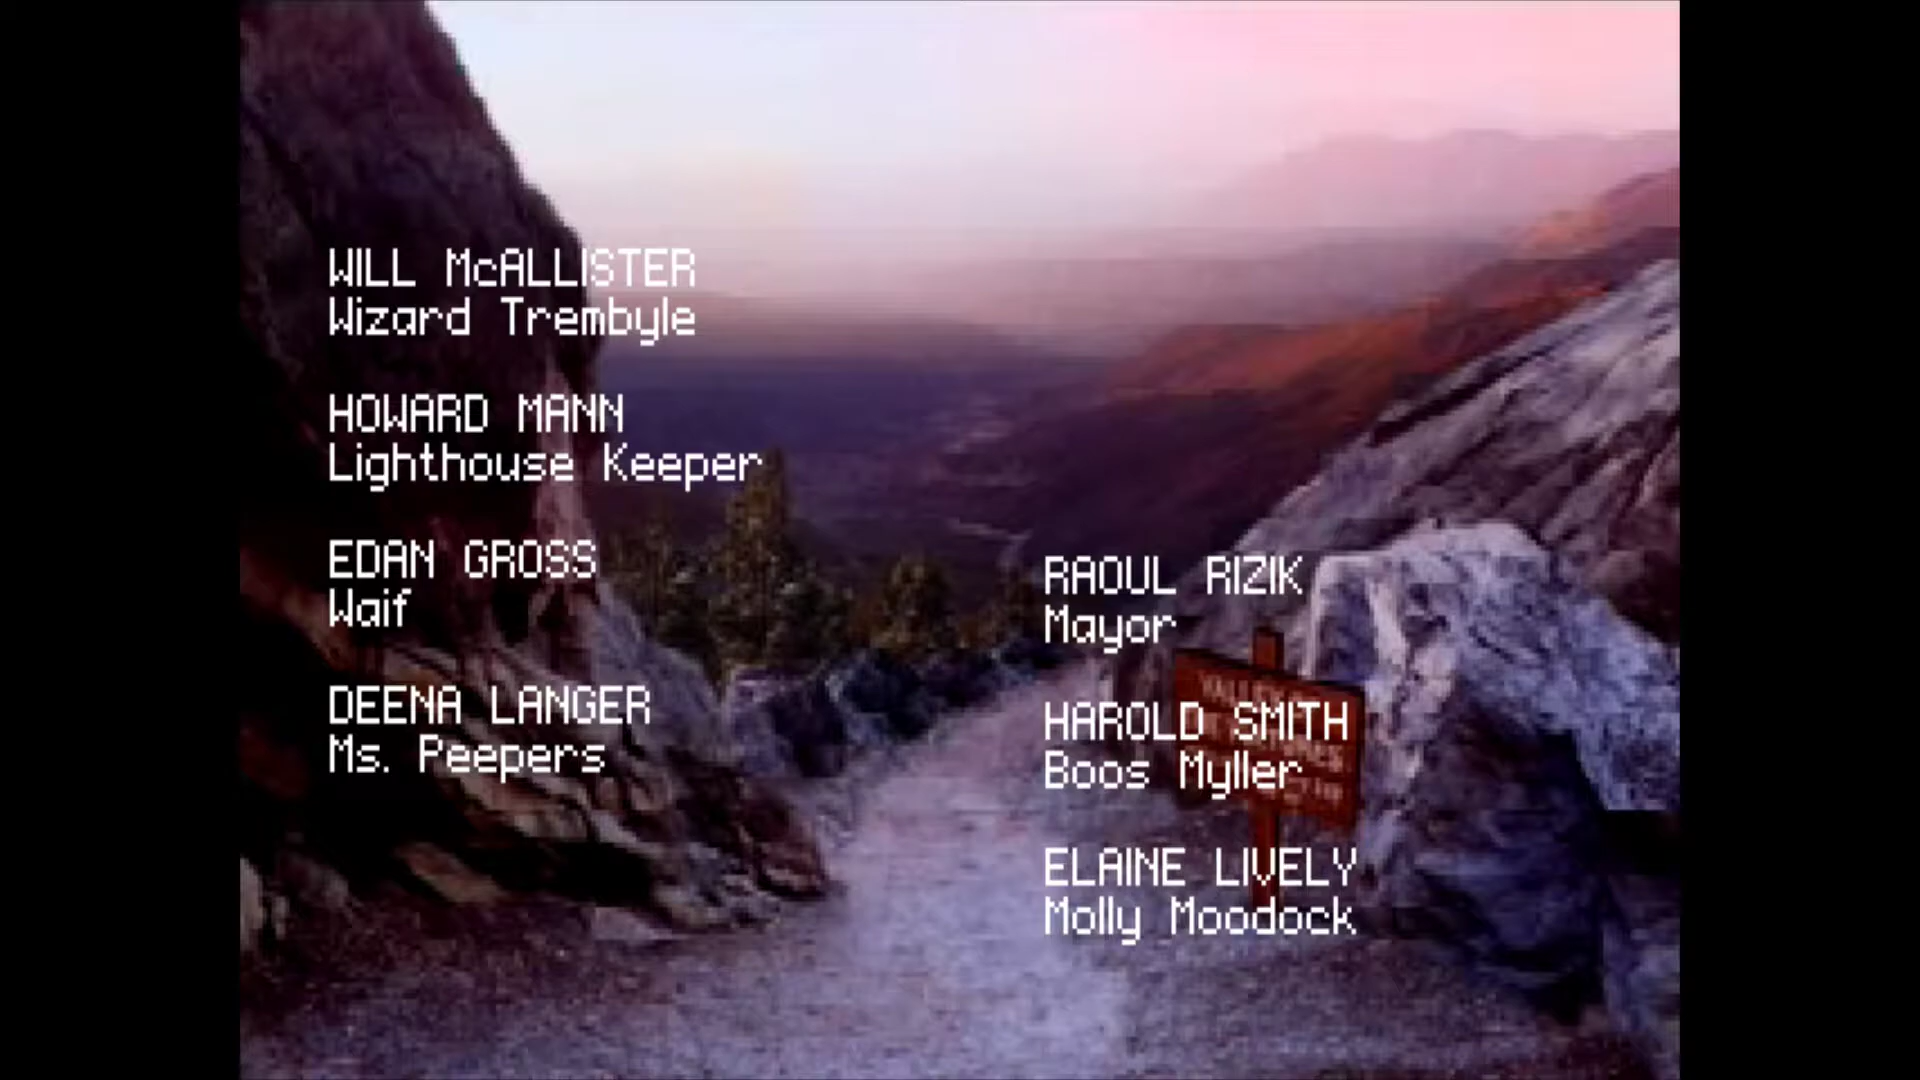 WILL McALLISTER
Wizard Trembyle
HOWARD MANN
Lighthouse Keeper
EDAN GROSS
Waif
DEENA LANGER
Ms. Peepers
RAOUL RIZIK
Mayor
HAROLD SMITH
Boos Myller
ELAINE LIVELY
Molly Moodock
VALLEY